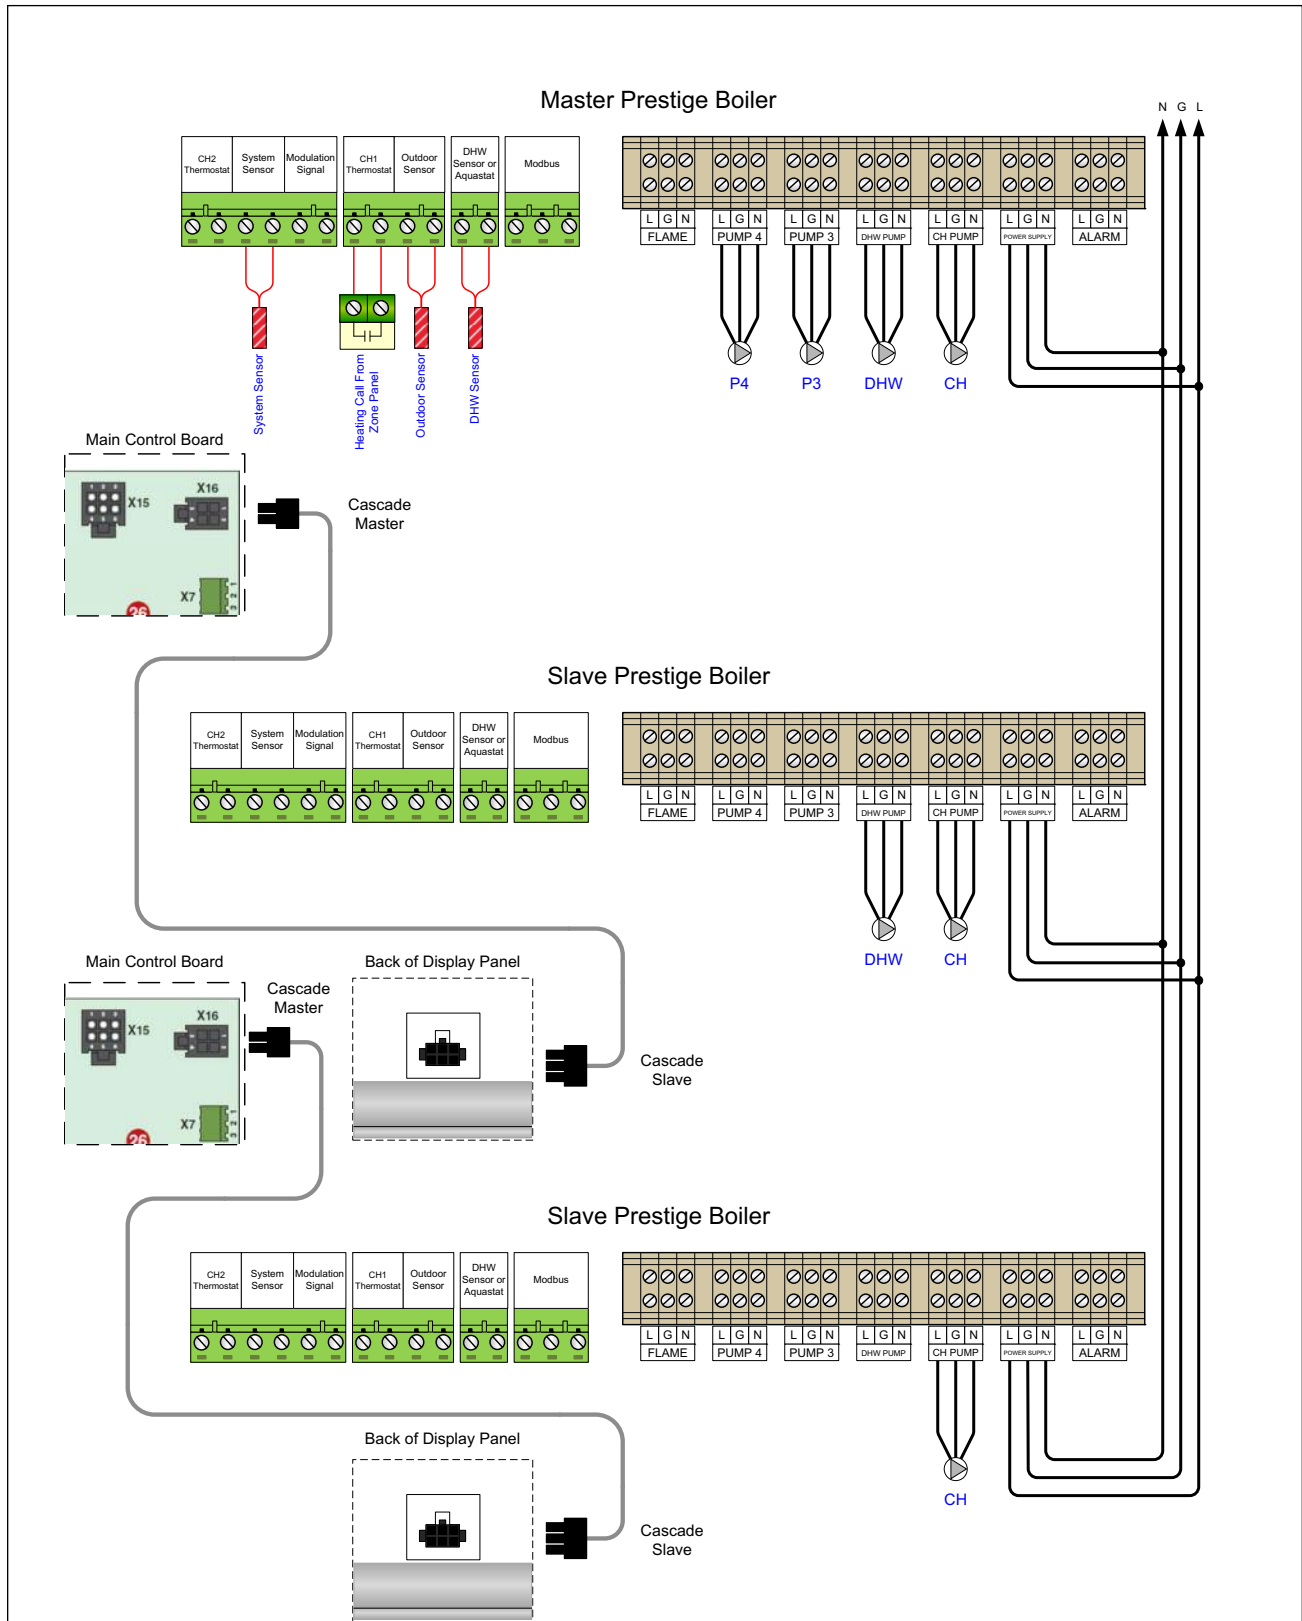 Master Prestige Boiler
N G L
CH2 Thermostat
System Sensor
Modulation Signal
CH1 Thermostat
Outdoor Sensor
DHW Sensor or Aquastat
Modbus
L G N L G N L G N L G N L G N L G N L G N
FLAME PUMP 4 PUMP 3 DHW PUMP CH PUMP POWER SUPPLY ALARM
System Sensor
Heating Call From
Zone Panel
Outdoor Sensor
DHW Sensor
P4 P3 DHW CH
Main Control Board
X15
X16
X7
1
2
3
26
Cascade
Master
Slave Prestige Boiler
CH2 Thermostat
System Sensor
Modulation Signal
CH1 Thermostat
Outdoor Sensor
DHW Sensor or Aquastat
Modbus
L G N L G N L G N L G N L G N L G N L G N
FLAME PUMP 4 PUMP 3 DHW PUMP CH PUMP POWER SUPPLY ALARM
DHW CH
Main Control Board
X15
X16
X7
1
2
3
26
Cascade
Master
Back of Display Panel
Cascade
Slave
Slave Prestige Boiler
CH2 Thermostat
System Sensor
Modulation Signal
CH1 Thermostat
Outdoor Sensor
DHW Sensor or Aquastat
Modbus
L G N L G N L G N L G N L G N L G N L G N
FLAME PUMP 4 PUMP 3 DHW PUMP CH PUMP POWER SUPPLY ALARM
CH
Back of Display Panel
Cascade
Slave